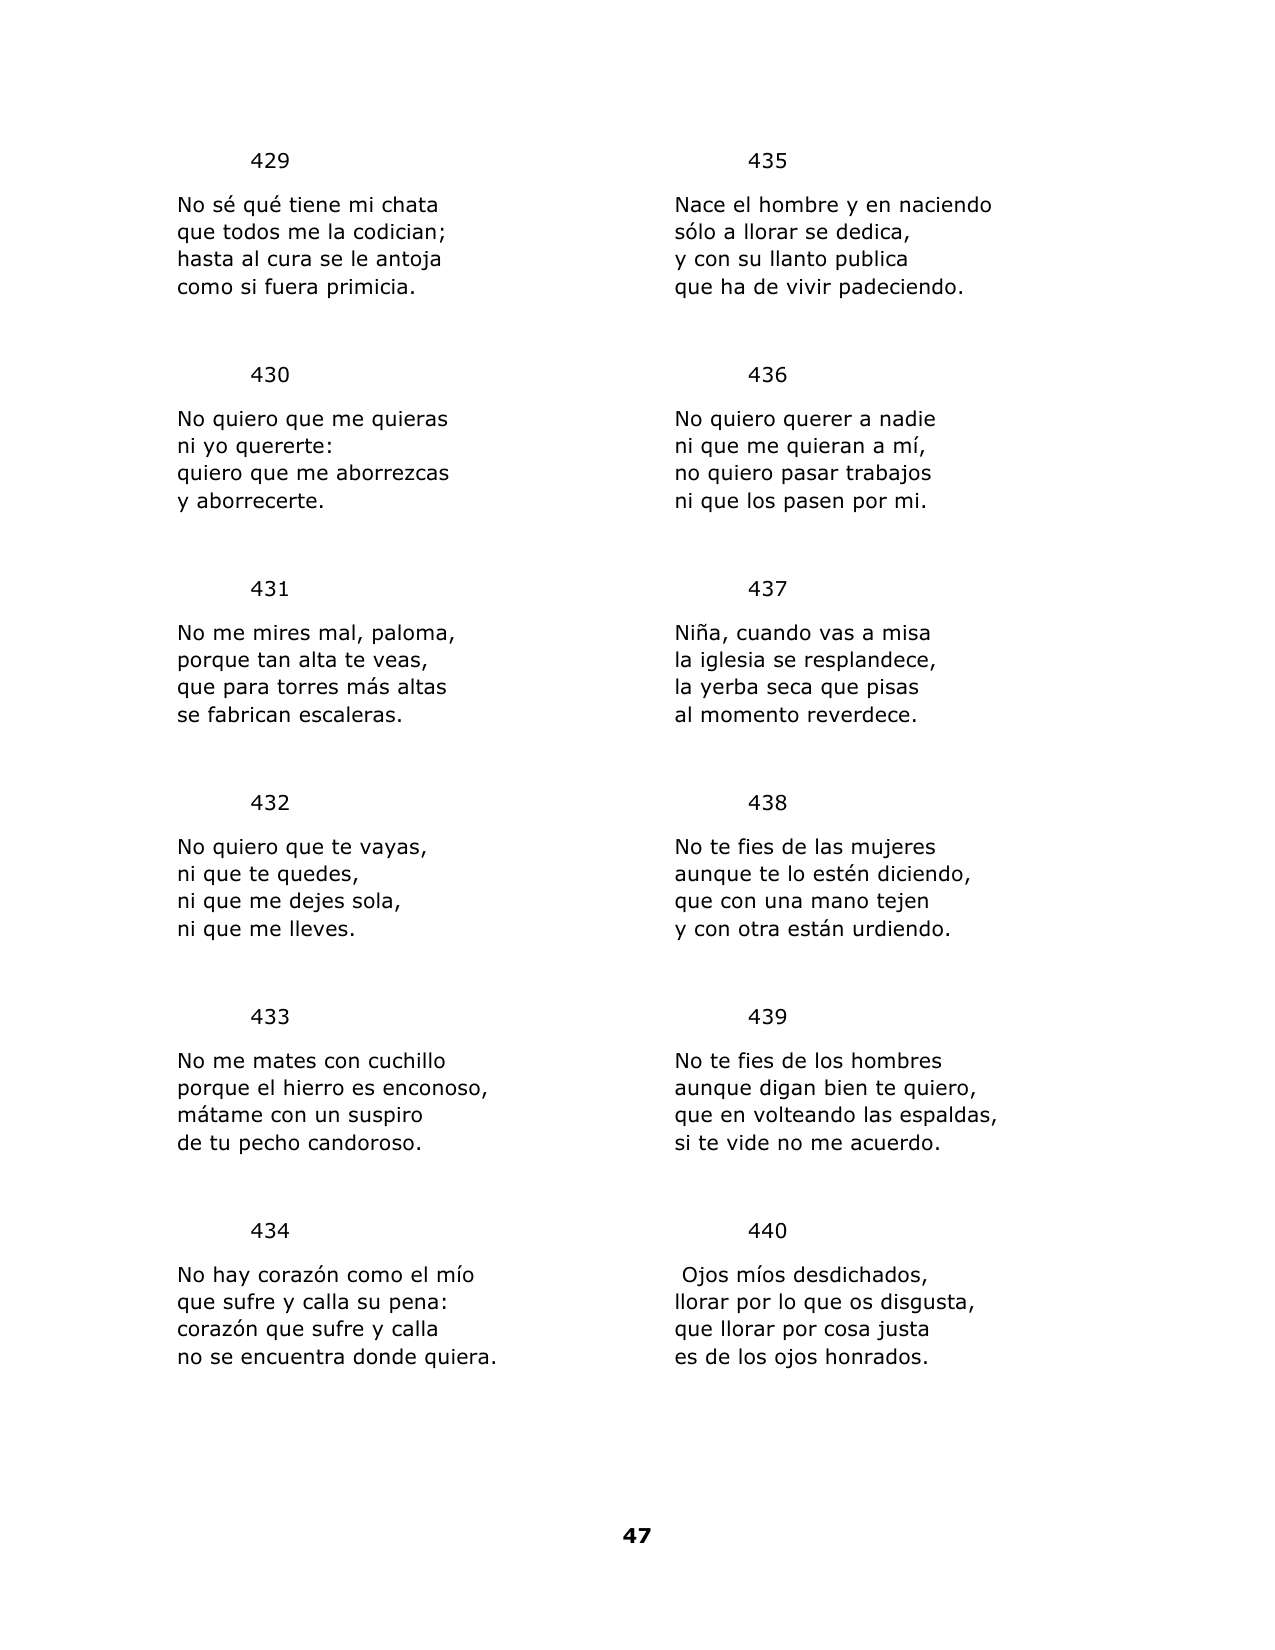 429
No sé qué tiene mi chata
que todos me la codician;
hasta al cura se le antoja
como si fuera primicia.
430
No quiero que me quieras
ni yo quererte:
quiero que me aborrezcas
y aborrecerte.
431
No me mires mal, paloma,
porque tan alta te veas,
que para torres más altas
se fabrican escaleras.
432
No quiero que te vayas,
ni que te quedes,
ni que me dejes sola,
ni que me lleves.
433
No me mates con cuchillo
porque el hierro es enconoso,
mátame con un suspiro
de tu pecho candoroso.
434
No hay corazón como el mío
que sufre y calla su pena:
corazón que sufre y calla
no se encuentra donde quiera.
435
Nace el hombre y en naciendo
sólo a llorar se dedica,
y con su llanto publica
que ha de vivir padeciendo.
436
No quiero querer a nadie
ni que me quieran a mí,
no quiero pasar trabajos
ni que los pasen por mi.
437
Niña, cuando vas a misa
la iglesia se resplandece,
la yerba seca que pisas
al momento reverdece.
438
No te fies de las mujeres
aunque te lo estén diciendo,
que con una mano tejen
y con otra están urdiendo.
439
No te fies de los hombres
aunque digan bien te quiero,
que en volteando las espaldas,
si te vide no me acuerdo.
440
Ojos míos desdichados,
llorar por lo que os disgusta,
que llorar por cosa justa
es de los ojos honrados.
47